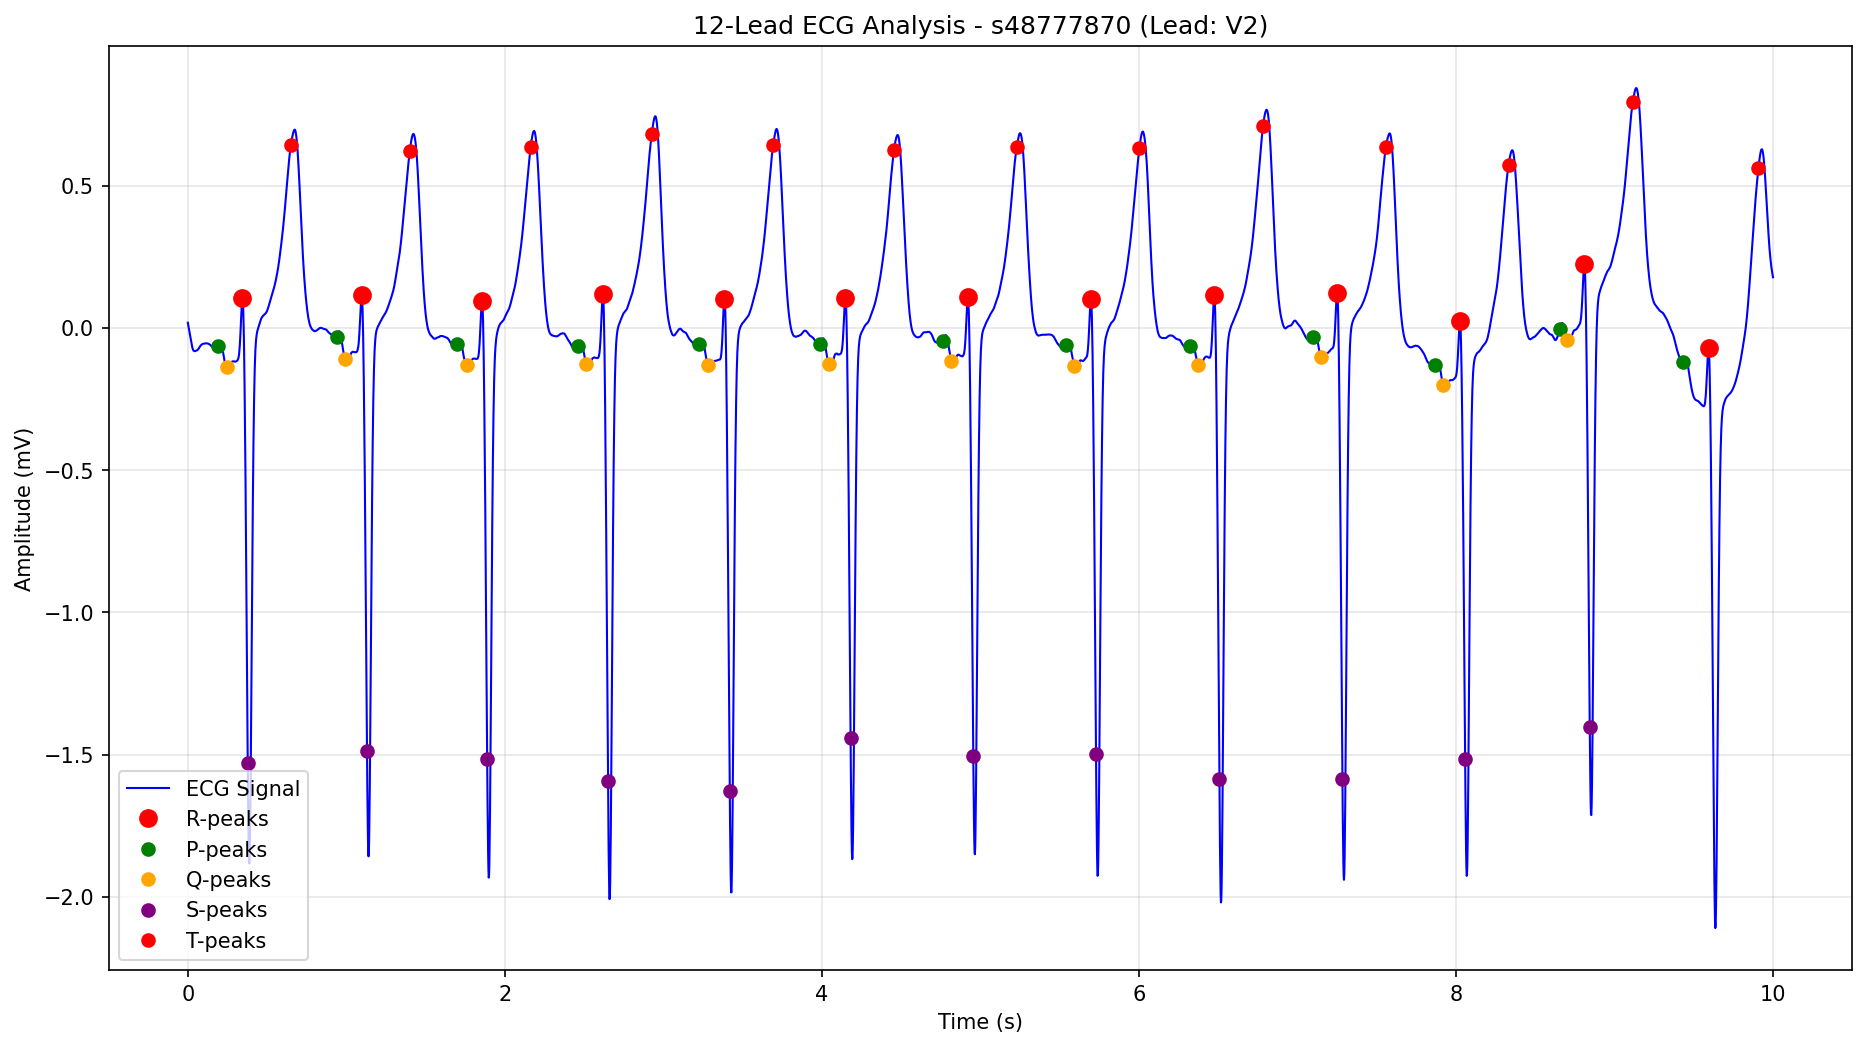 12-Lead ECG Analysis - s48777870 (Lead: V2)
Amplitude (mV)
0.5
0.0
−0.5
−1.0
−1.5
−2.0
ECG Signal
R-peaks
P-peaks
Q-peaks
S-peaks
T-peaks
0 2 4 6 8 10
Time (s)